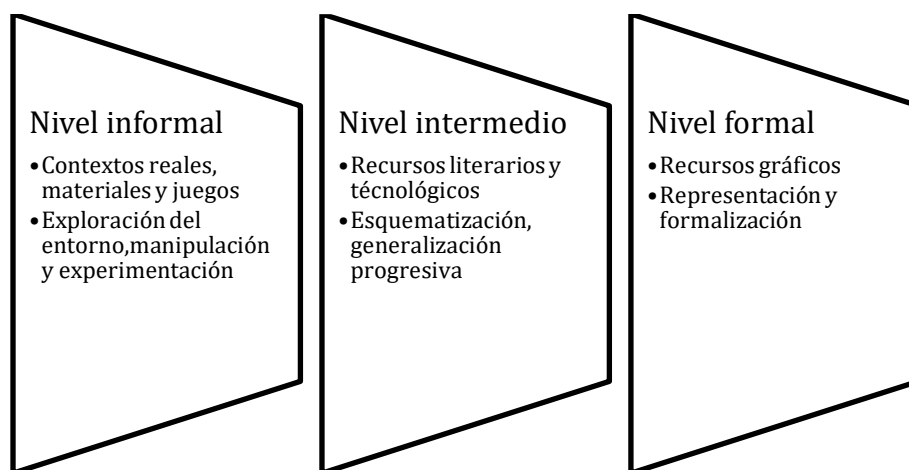 Nivel informal
•Contextos reales,
materiales y juegos
•Exploración del
entorno,manipulación
y experimentación
Nivel intermedio
•Recursos literarios y
técnológicos
•Esquematización,
generalización
progresiva
Nivel formal
•Recursos gráficos
•Representación y
formalización